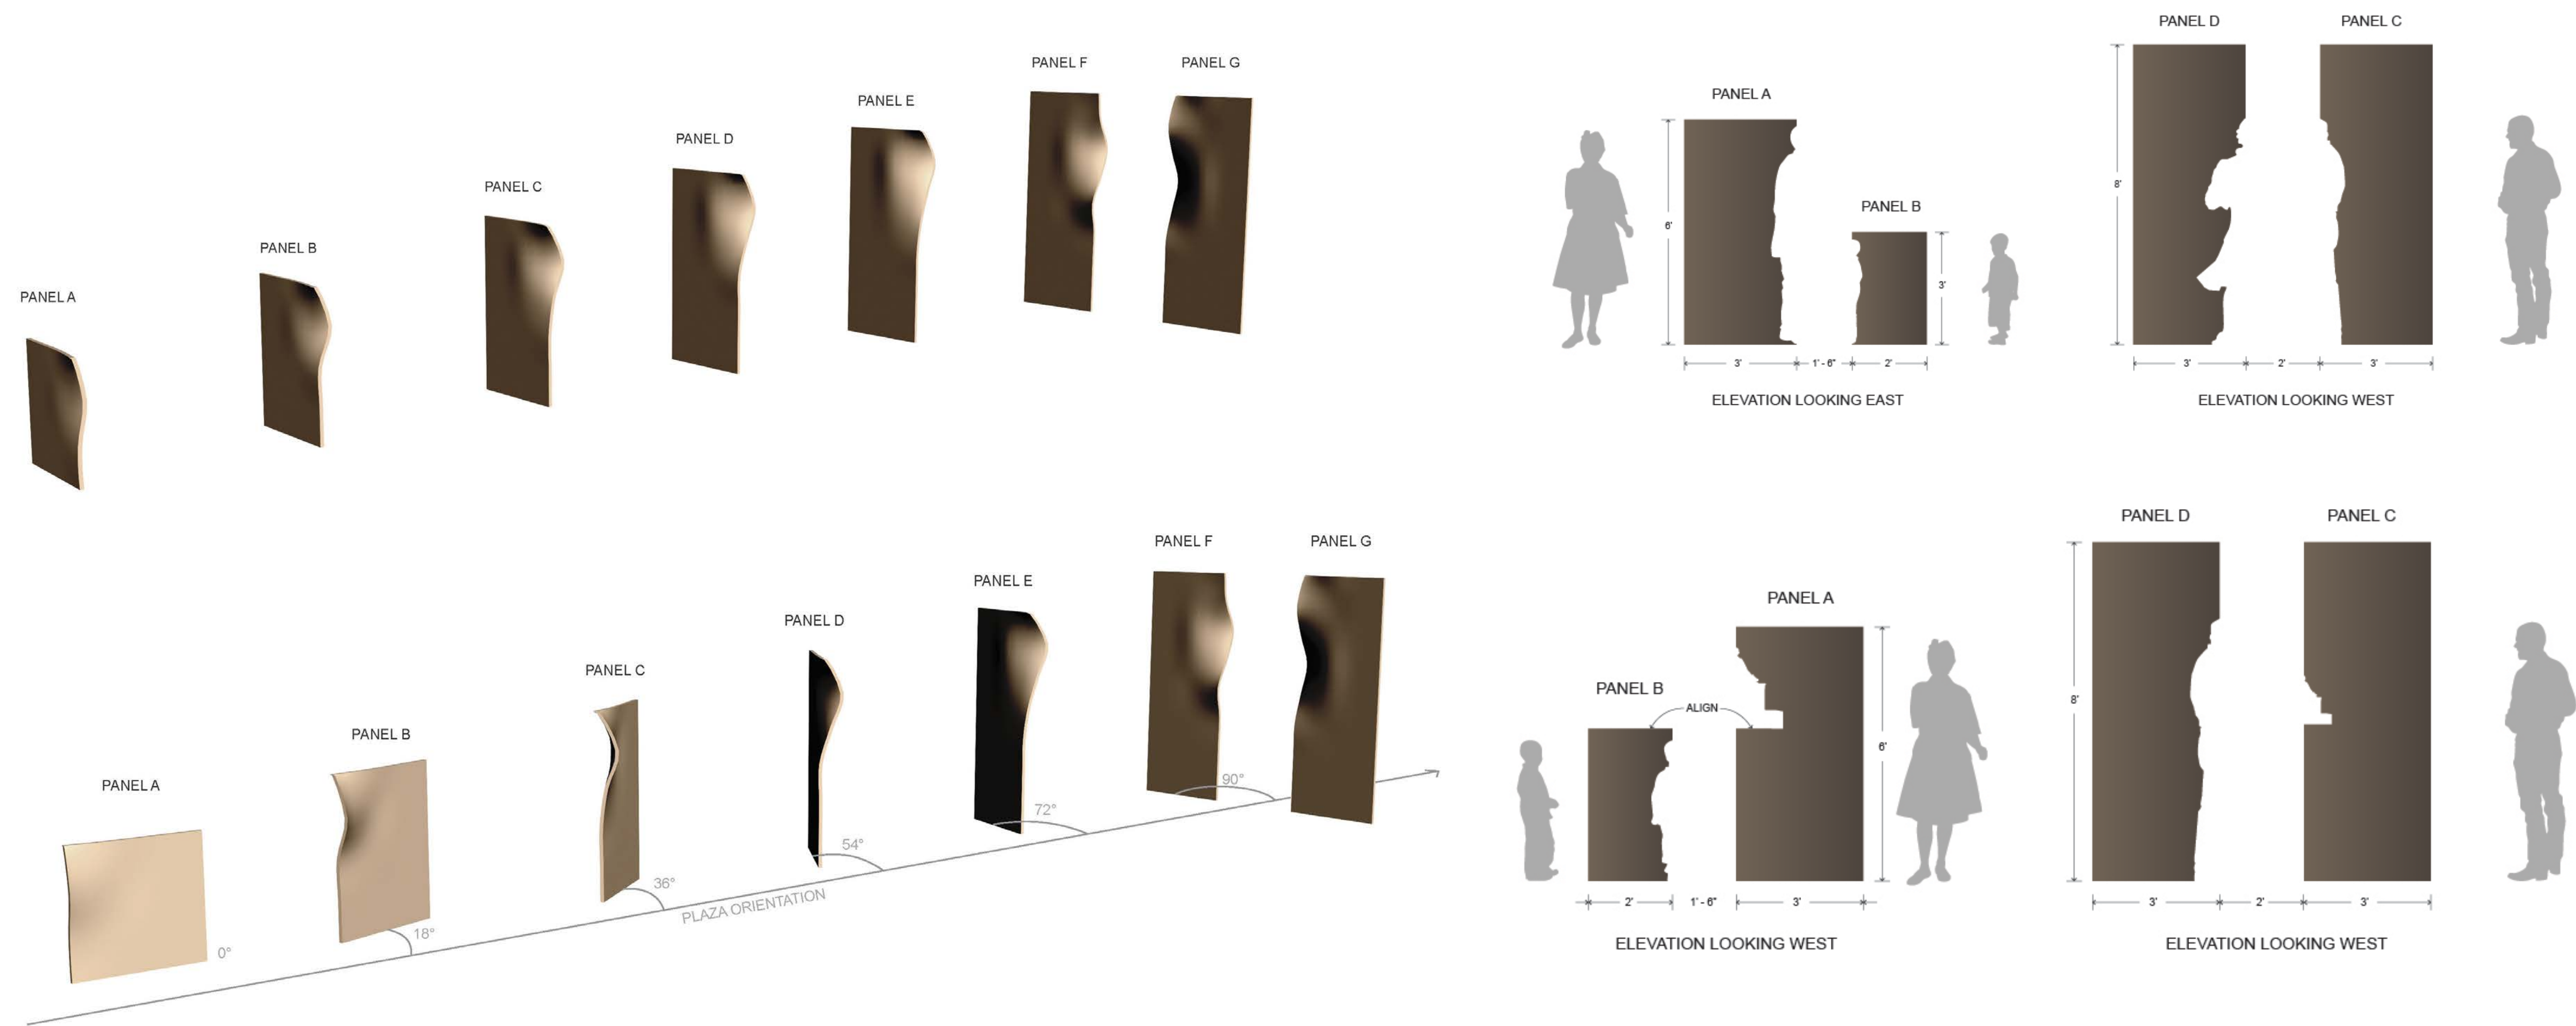 PANEL A
PANEL B
PANEL C
PANEL D
PANEL E
PANEL F
PANEL G
PANEL A
PANEL B
6'
3'
3'
1' - 6"
2'
ELEVATION LOOKING EAST
PANEL D
PANEL C
8'
3'
2'
3'
ELEVATION LOOKING WEST
PANEL A
PANEL B
PANEL C
PANEL D
PANEL E
PANEL F
PANEL G
0°
18°
36°
54°
72°
90°
PLAZA ORIENTATION
PANEL B
PANEL A
ALIGN
6'
2'
1' - 6"
3'
ELEVATION LOOKING WEST
PANEL D
PANEL C
8'
3'
2'
3'
ELEVATION LOOKING WEST